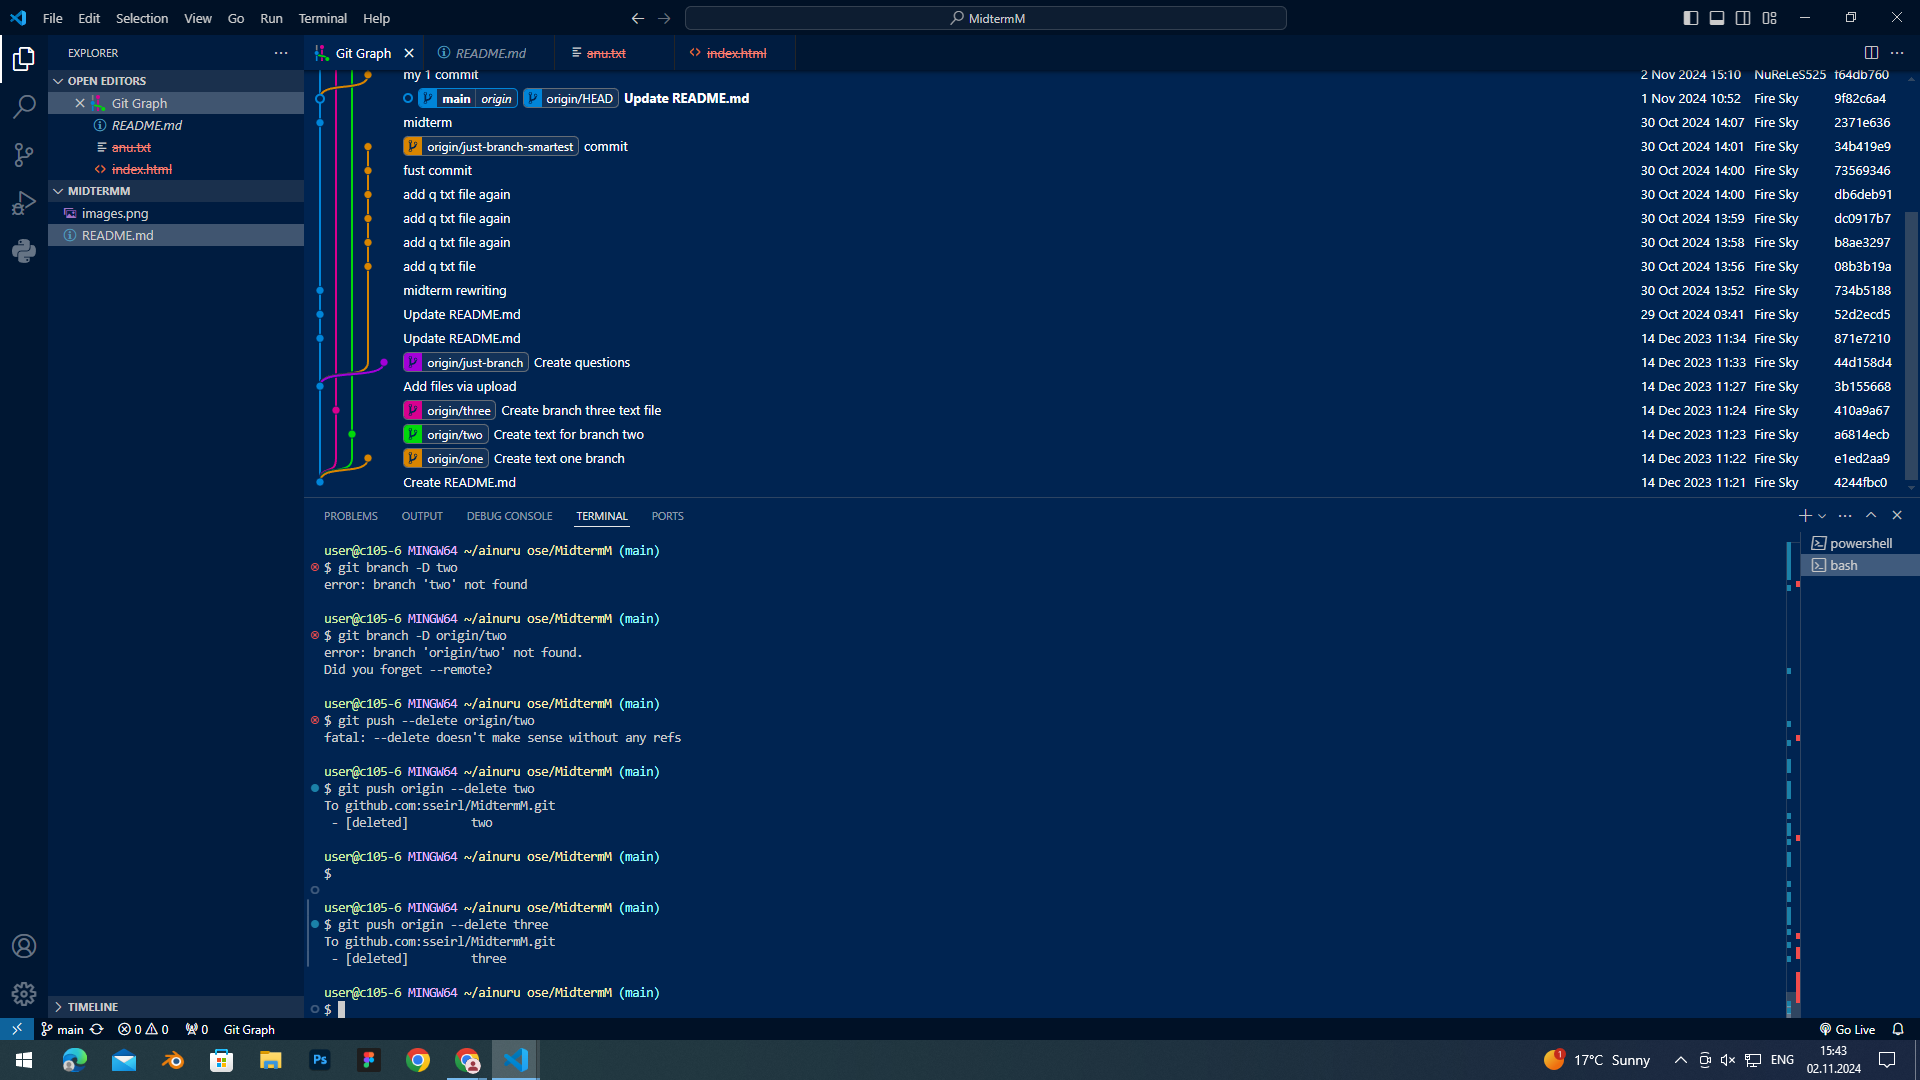 File Edit Selection View Go Run Terminal Help
MidtermM
EXPLORER
OPEN EDITORS
Git Graph
README.md
anu.txt
index.html
MIDTERMM
images.png
README.md
TIMELINE
Git Graph
README.md
anu.txt
index.html
my 1 commit 2 Nov 2024 15:10 NuReLeS525 f64db760
main origin origin/HEAD Update README.md 1 Nov 2024 10:52 Fire Sky 9f82c6a4
midterm 30 Oct 2024 14:07 Fire Sky 2371e636
origin/just-branch-smartest commit 30 Oct 2024 14:01 Fire Sky 34b419e9
fust commit 30 Oct 2024 14:00 Fire Sky 73569346
add q txt file again 30 Oct 2024 14:00 Fire Sky db6deb91
add q txt file again 30 Oct 2024 13:59 Fire Sky dc0917b7
add q txt file again 30 Oct 2024 13:58 Fire Sky b8ae3297
add q txt file 30 Oct 2024 13:56 Fire Sky 08b3b19a
midterm rewriting 30 Oct 2024 13:52 Fire Sky 734b5188
Update README.md 29 Oct 2024 03:41 Fire Sky 52d2ecd5
Update README.md 14 Dec 2023 11:34 Fire Sky 871e7210
origin/just-branch Create questions 14 Dec 2023 11:33 Fire Sky 44d158d4
Add files via upload 14 Dec 2023 11:27 Fire Sky 3b155668
origin/three Create branch three text file 14 Dec 2023 11:24 Fire Sky 410a9a67
origin/two Create text for branch two 14 Dec 2023 11:23 Fire Sky a6814ecb
origin/one Create text one branch 14 Dec 2023 11:22 Fire Sky e1ed2aa9
Create README.md 14 Dec 2023 11:21 Fire Sky 4244fbc0
PROBLEMS OUTPUT DEBUG CONSOLE TERMINAL PORTS
user@c105-6 MINGW64 ~/ainuru ose/MidtermM (main)
$ git branch -D two
error: branch 'two' not found
user@c105-6 MINGW64 ~/ainuru ose/MidtermM (main)
$ git branch -D origin/two
error: branch 'origin/two' not found.
Did you forget --remote?
user@c105-6 MINGW64 ~/ainuru ose/MidtermM (main)
$ git push --delete origin/two
fatal: --delete doesn't make sense without any refs
user@c105-6 MINGW64 ~/ainuru ose/MidtermM (main)
$ git push origin --delete two
To github.com:sseirl/MidtermM.git
- [deleted] two
user@c105-6 MINGW64 ~/ainuru ose/MidtermM (main)
$
user@c105-6 MINGW64 ~/ainuru ose/MidtermM (main)
$ git push origin --delete three
To github.com:sseirl/MidtermM.git
- [deleted] three
user@c105-6 MINGW64 ~/ainuru ose/MidtermM (main)
$
powershell
bash
main 0 0 0 Git Graph Go Live
Ps
1 17°C Sunny ENG
15:43
02.11.2024